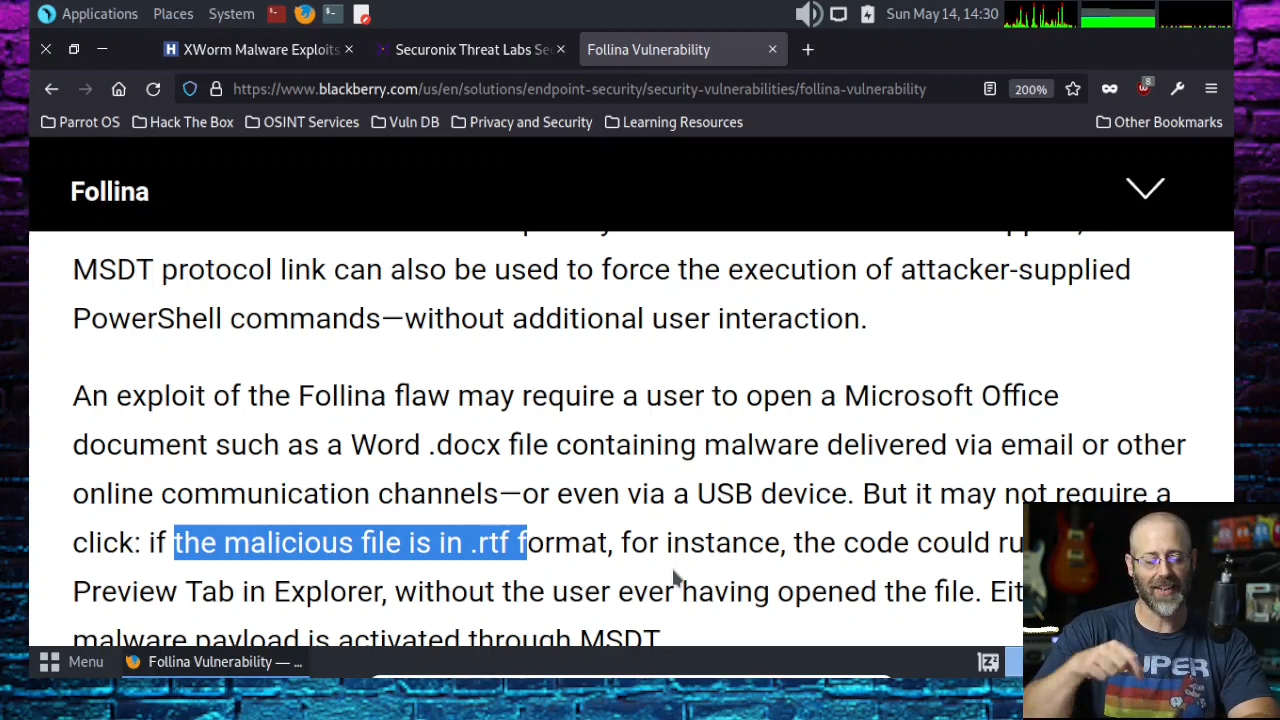 Applications Places System Sun May 14, 14:30
XWorm Malware Exploits Securonix Threat Labs Sec Follina Vulnerability
https://www.blackberry.com/us/en/solutions/endpoint-security/security-vulnerabilities/follina-vulnerability 200% 8
Parrot OS Hack The Box OSINT Services Vuln DB Privacy and Security Learning Resources Other Bookmarks
Follina
MSDT protocol link can also be used to force the execution of attacker-supplied
PowerShell commands—without additional user interaction.
An exploit of the Follina flaw may require a user to open a Microsoft Office
document such as a Word .docx file containing malware delivered via email or other
online communication channels—or even via a USB device. But it may not require a
click: if the malicious file is in .rtf format, for instance, the code could ru
Preview Tab in Explorer, without the user ever having opened the file. Eit
malware payload is activated through MSDT.
Menu Follina Vulnerability — ...
SUPER